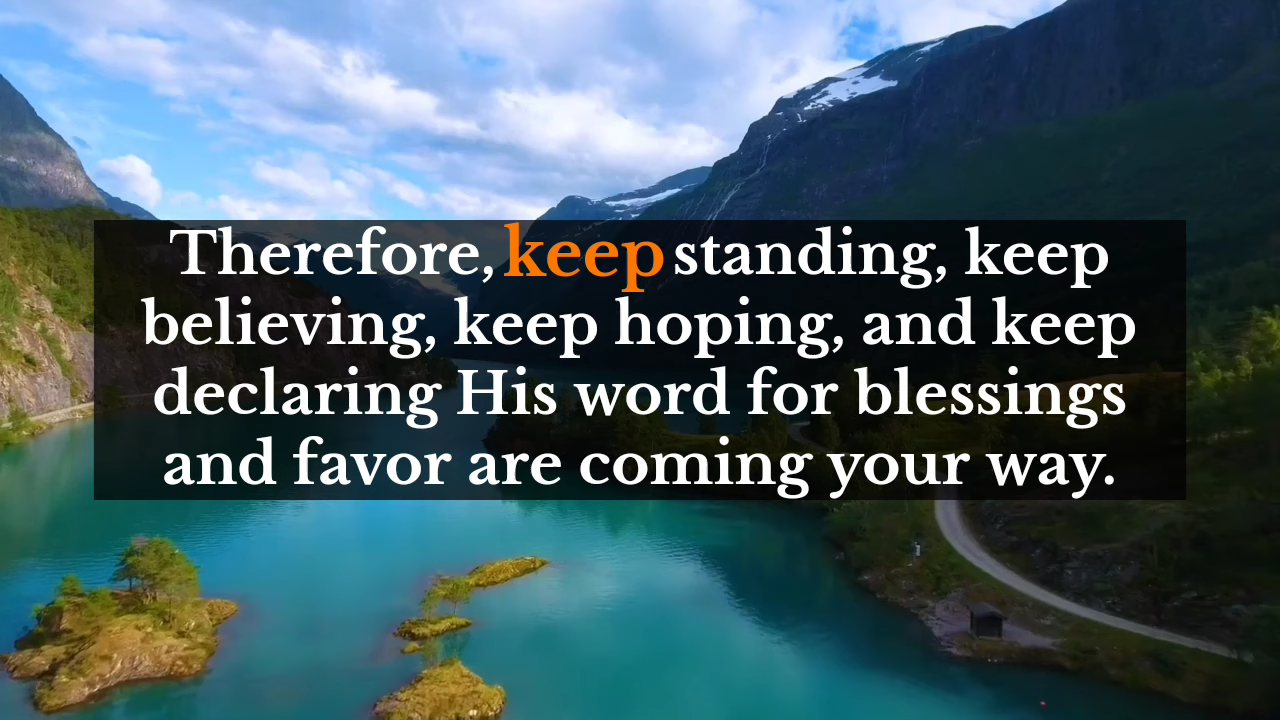 Therefore, keep standing, keep
believing, keep hoping, and keep
declaring His word for blessings
and favor are coming your way.